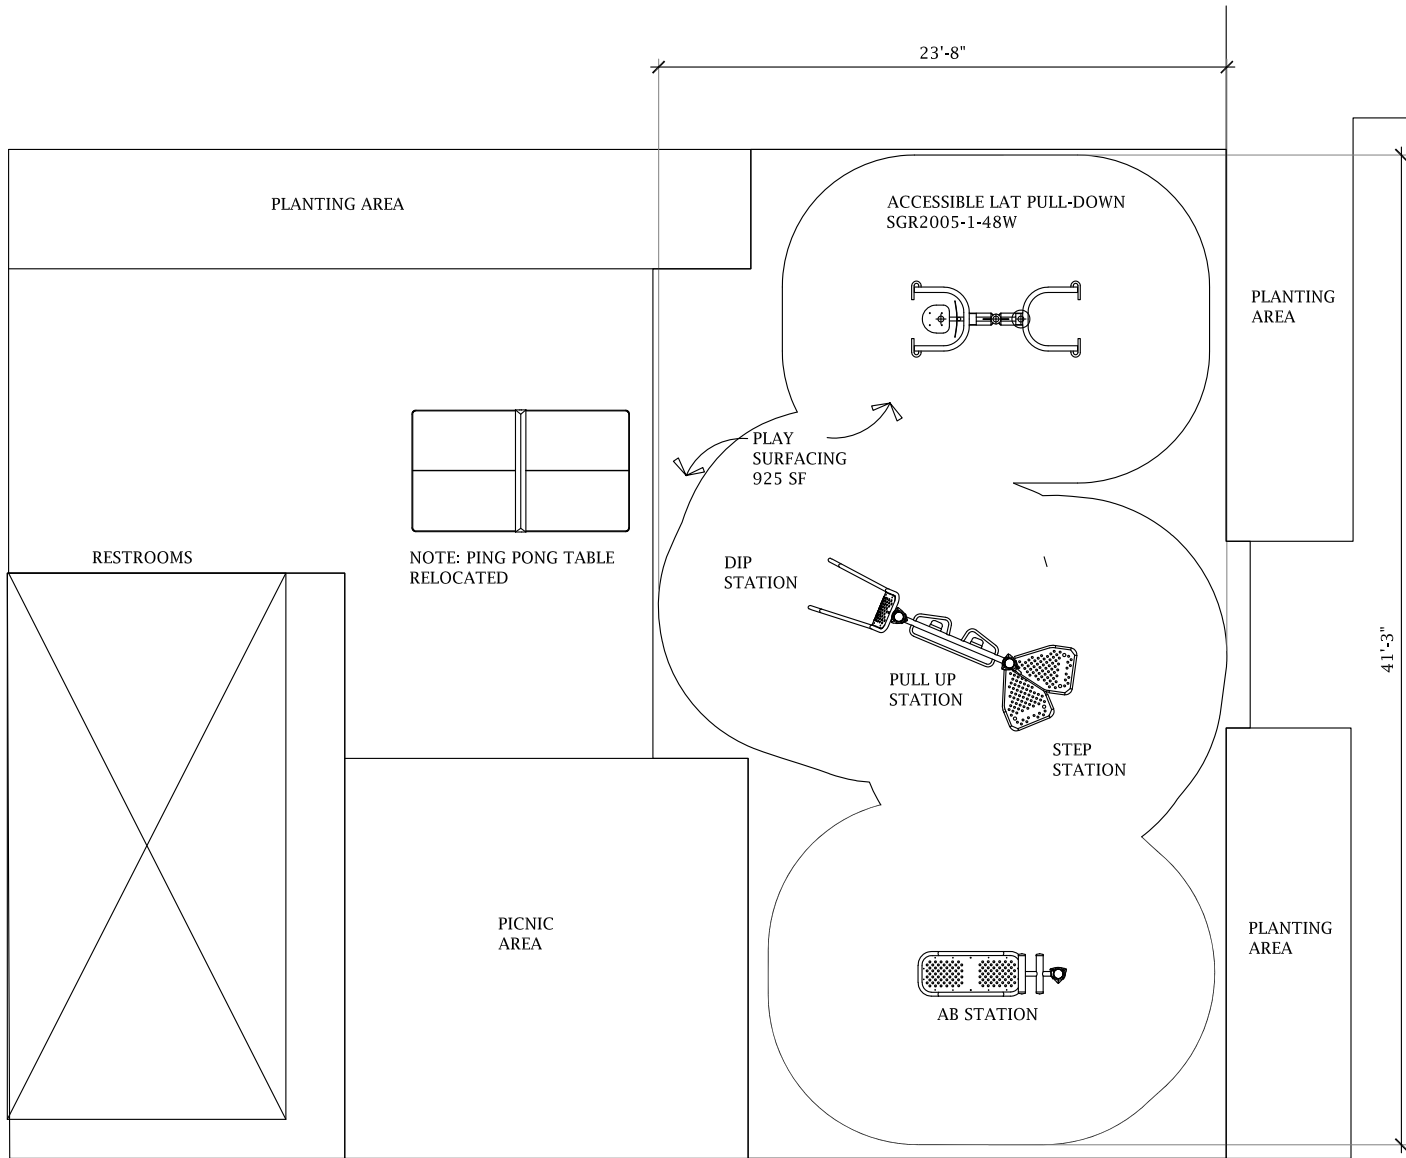 23'-8"
PLANTING AREA
ACCESSIBLE LAT PULL-DOWN
SGR2005-1-48W
PLANTING
AREA
PLAY
SURFACING
925 SF
NOTE: PING PONG TABLE
RELOCATED
RESTROOMS
DIP
STATION
PULL UP
STATION
STEP
STATION
41'-3"
PICNIC
AREA
PLANTING
AREA
AB STATION